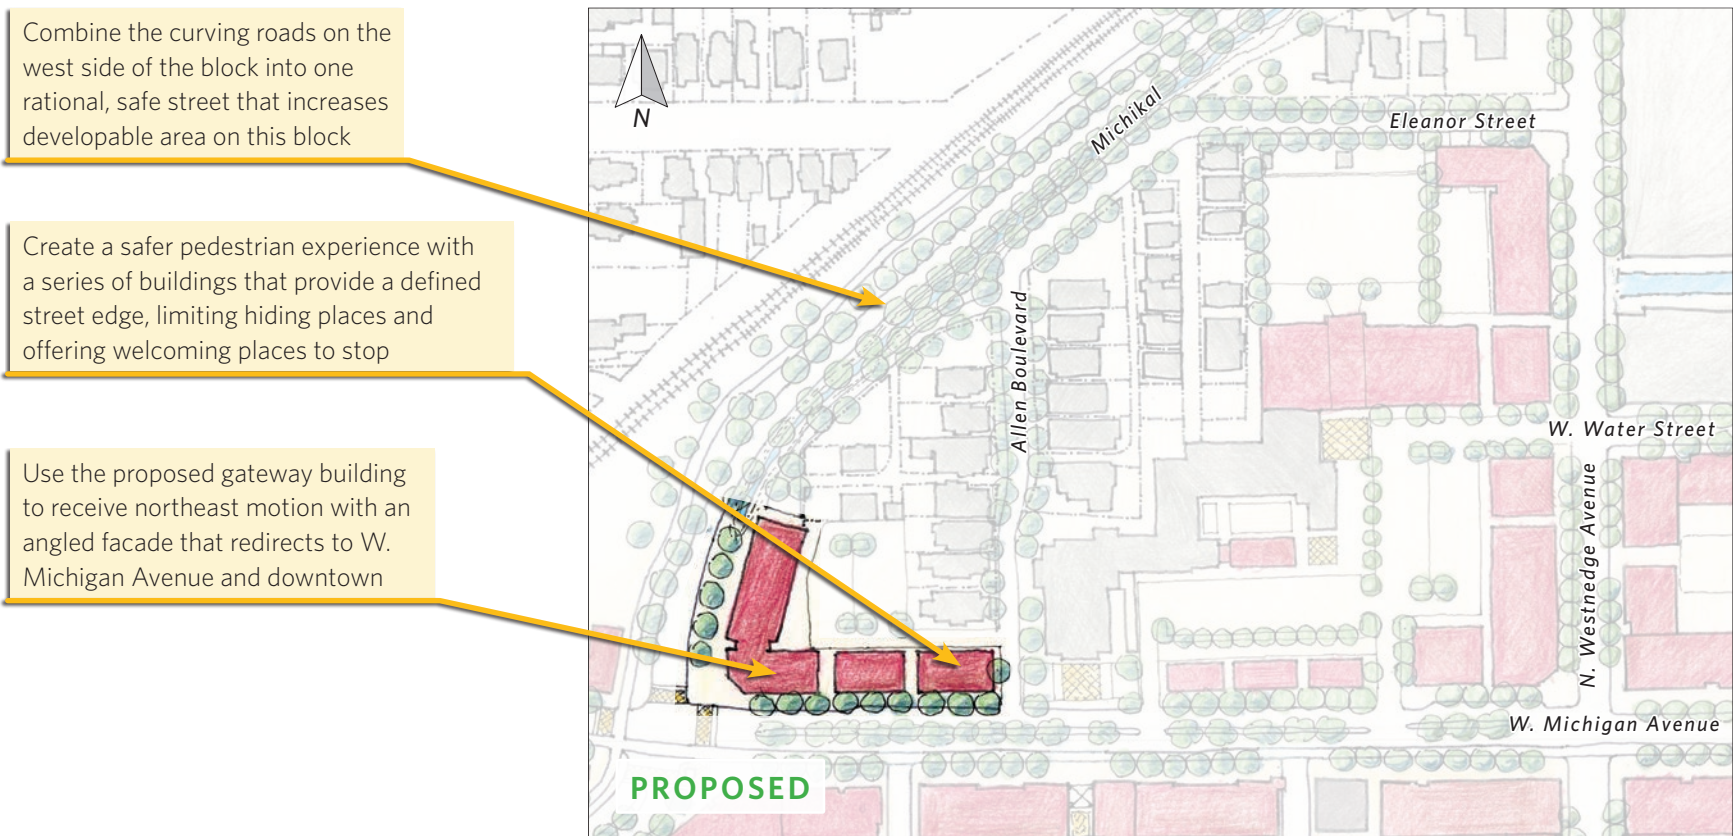 Combine the curving roads on the
west side of the block into one
rational, safe street that increases
developable area on this block
Create a safer pedestrian experience with
a series of buildings that provide a defined
street edge, limiting hiding places and
offering welcoming places to stop
Use the proposed gateway building
to receive northeast motion with an
angled facade that redirects to W.
Michigan Avenue and downtown
N
Michikal
Eleanor Street
Allen Boulevard
W. Water Street
N. Westnedge Avenue
W. Michigan Avenue
PROPOSED